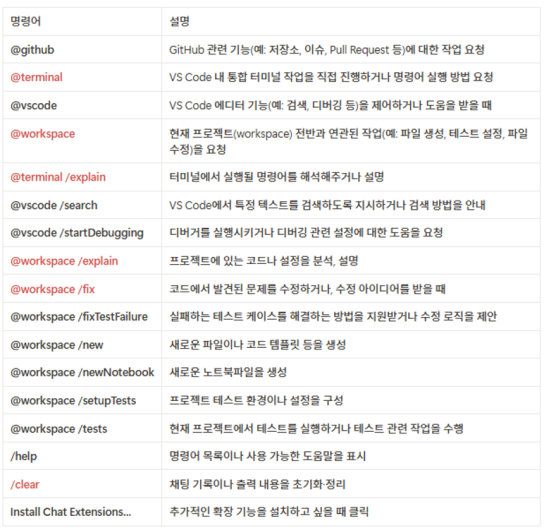 명령어 설명
@github GitHub 관련 기능(예: 저장소, 이슈, Pull Request 등)에 대한 작업 요청
@terminal VS Code 내 통합 터미널 작업을 직접 진행하거나 명령어 실행 방법 요청
@vscode VS Code 에디터 기능(예: 검색, 디버깅 등)을 제어하거나 도움을 받을 때
@workspace 현재 프로젝트(workspace) 전반과 연관된 작업(예: 파일 생성, 테스트 설정, 파일
수정)을 요청
@terminal /explain 터미널에서 실행될 명령어를 해석해주거나 설명
@vscode /search VS Code에서 특정 텍스트를 검색하도록 지시하거나 검색 방법을 안내
@vscode /startDebugging 디버거를 실행시키거나 디버깅 관련 설정에 대한 도움을 요청
@workspace /explain 프로젝트에 있는 코드나 설정을 분석, 설명
@workspace /fix 코드에서 발견된 문제를 수정하거나, 수정 아이디어를 받을 때
@workspace /fixTestFailure 실패하는 테스트 케이스를 해결하는 방법을 지원받거나 수정 로직을 제안
@workspace /new 새로운 파일이나 코드 템플릿 등을 생성
@workspace /newNotebook 새로운 노트북파일을 생성
@workspace /setupTests 프로젝트 테스트 환경이나 설정을 구성
@workspace /tests 현재 프로젝트에서 테스트를 실행하거나 테스트 관련 작업을 수행
/help 명령어 목록이나 사용 가능한 도움말을 표시
/clear 채팅 기록이나 출력 내용을 초기화·정리
Install Chat Extensions... 추가적인 확장 기능을 설치하고 싶을 때 클릭